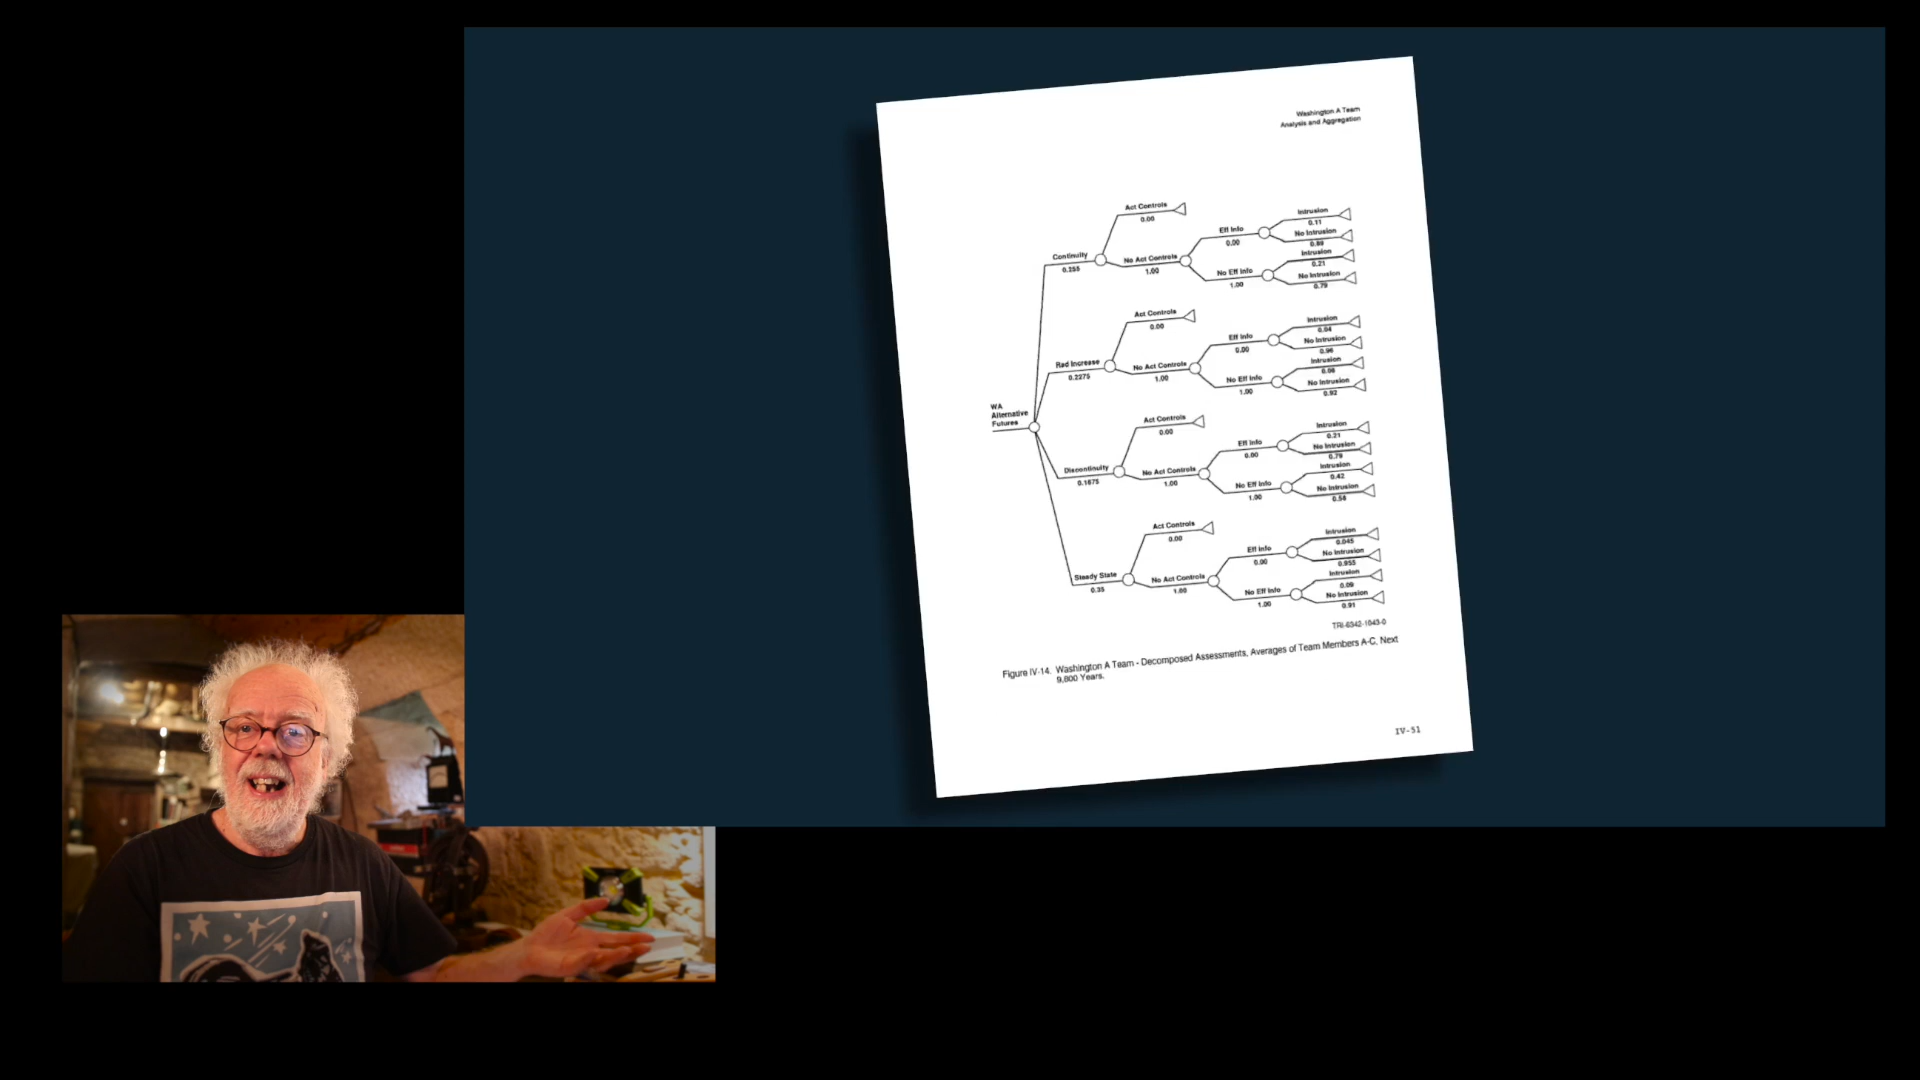 Washington A Team
Analysis and Aggregation
Act Controls
0.00
Continuity
0.255
No Act Controls
1.00
Eff Info
0.00
No Eff Info
1.00
Intrusion
0.11
No Intrusion
Intrusion
0.21
No Intrusion
0.79
Act Controls
0.00
Rad Increase
0.2275
No Act Controls
1.00
Eff Info
0.00
No Eff Info
1.00
Intrusion
0.04
No Intrusion
0.96
Intrusion
0.08
No Intrusion
0.92
WA
Alternative
Futures
Act Controls
0.00
Discontinuity
0.1675
No Act Controls
1.00
Eff Info
0.00
No Eff Info
1.00
Intrusion
0.21
No Intrusion
0.79
Intrusion
0.42
No Intrusion
0.58
Act Controls
0.00
Steady State
0.35
No Act Controls
1.00
Eff Info
0.00
No Eff Info
1.00
Intrusion
0.045
No Intrusion
0.955
Intrusion
0.09
No Intrusion
0.91
TRI-6342-1043-0
Figure IV-14. Washington A Team - Decomposed Assessments, Averages of Team Members A-C, Next
9,800 Years.
IV-51